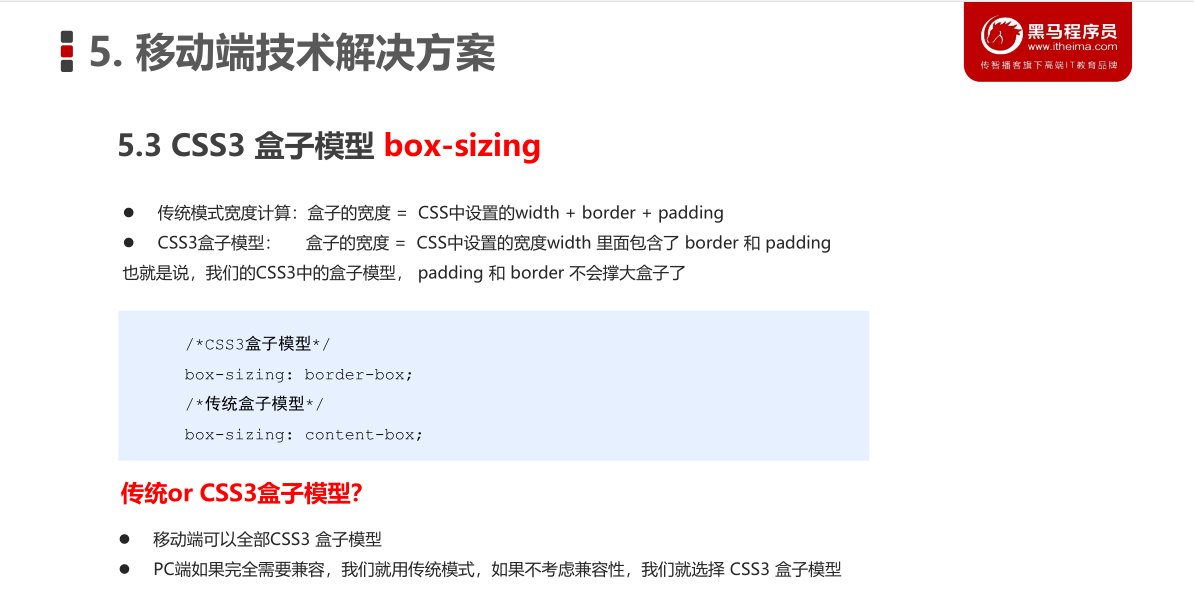 5. 移动端技术解决方案
黑马程序员
www.itheima.com
传智播客旗下高端IT教育品牌
5.3 CSS3 盒子模型 box-sizing
● 传统模式宽度计算：盒子的宽度 = CSS中设置的width + border + padding
● CSS3盒子模型： 盒子的宽度 = CSS中设置的宽度width 里面包含了 border 和 padding
也就是说，我们的CSS3中的盒子模型， padding 和 border 不会撑大盒子了
/*CSS3盒子模型*/
box-sizing: border-box;
/*传统盒子模型*/
box-sizing: content-box;
传统or CSS3盒子模型？
● 移动端可以全部CSS3 盒子模型
● PC端如果完全需要兼容，我们就用传统模式，如果不考虑兼容性，我们就选择 CSS3 盒子模型